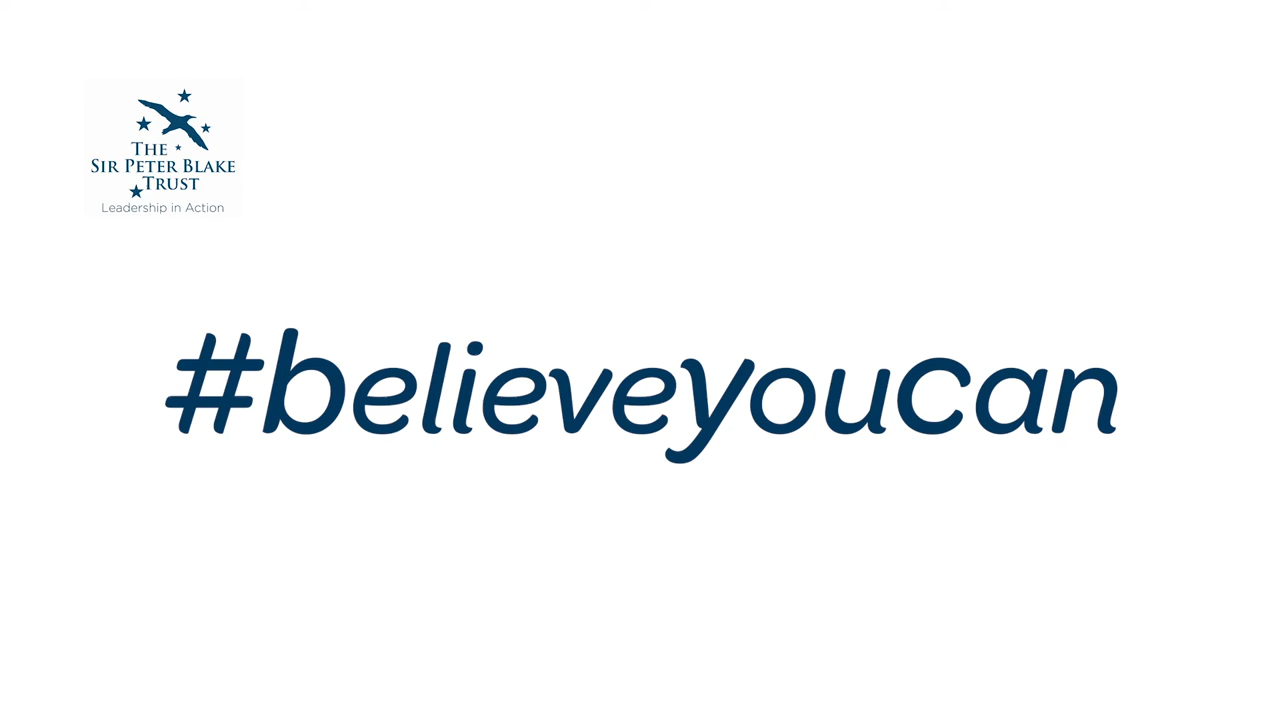 THE
SIR PETER BLAKE
TRUST
Leadership in Action
#believeyoucan